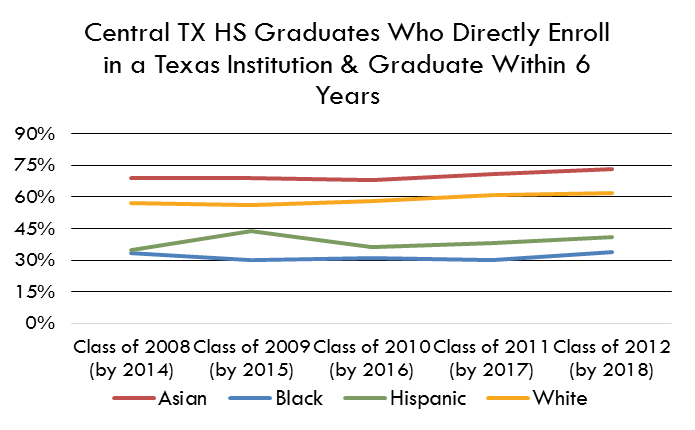 Central TX HS Graduates Who Directly Enroll
in a Texas Institution & Graduate Within 6
Years
90%
75%
60%
45%
30%
15%
0%
Class of 2008 Class of 2009 Class of 2010 Class of 2011 Class of 2012
(by 2014) (by 2015) (by 2016) (by 2017) (by 2018)
Asian Black Hispanic White